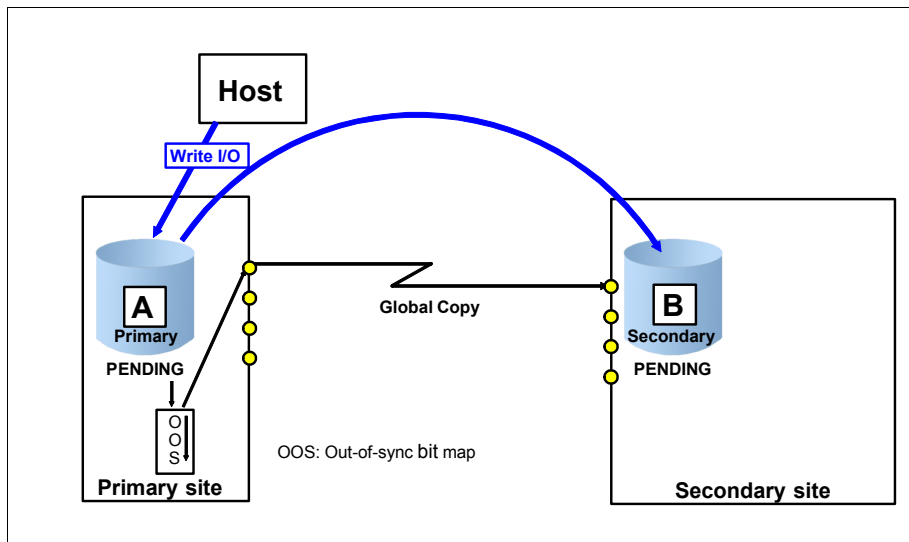 Host
Write I/O
A
Primary
PENDING
O
O
S
Primary site
Global Copy
OOS: Out-of-sync bit map
B
Secondary
PENDING
Secondary site